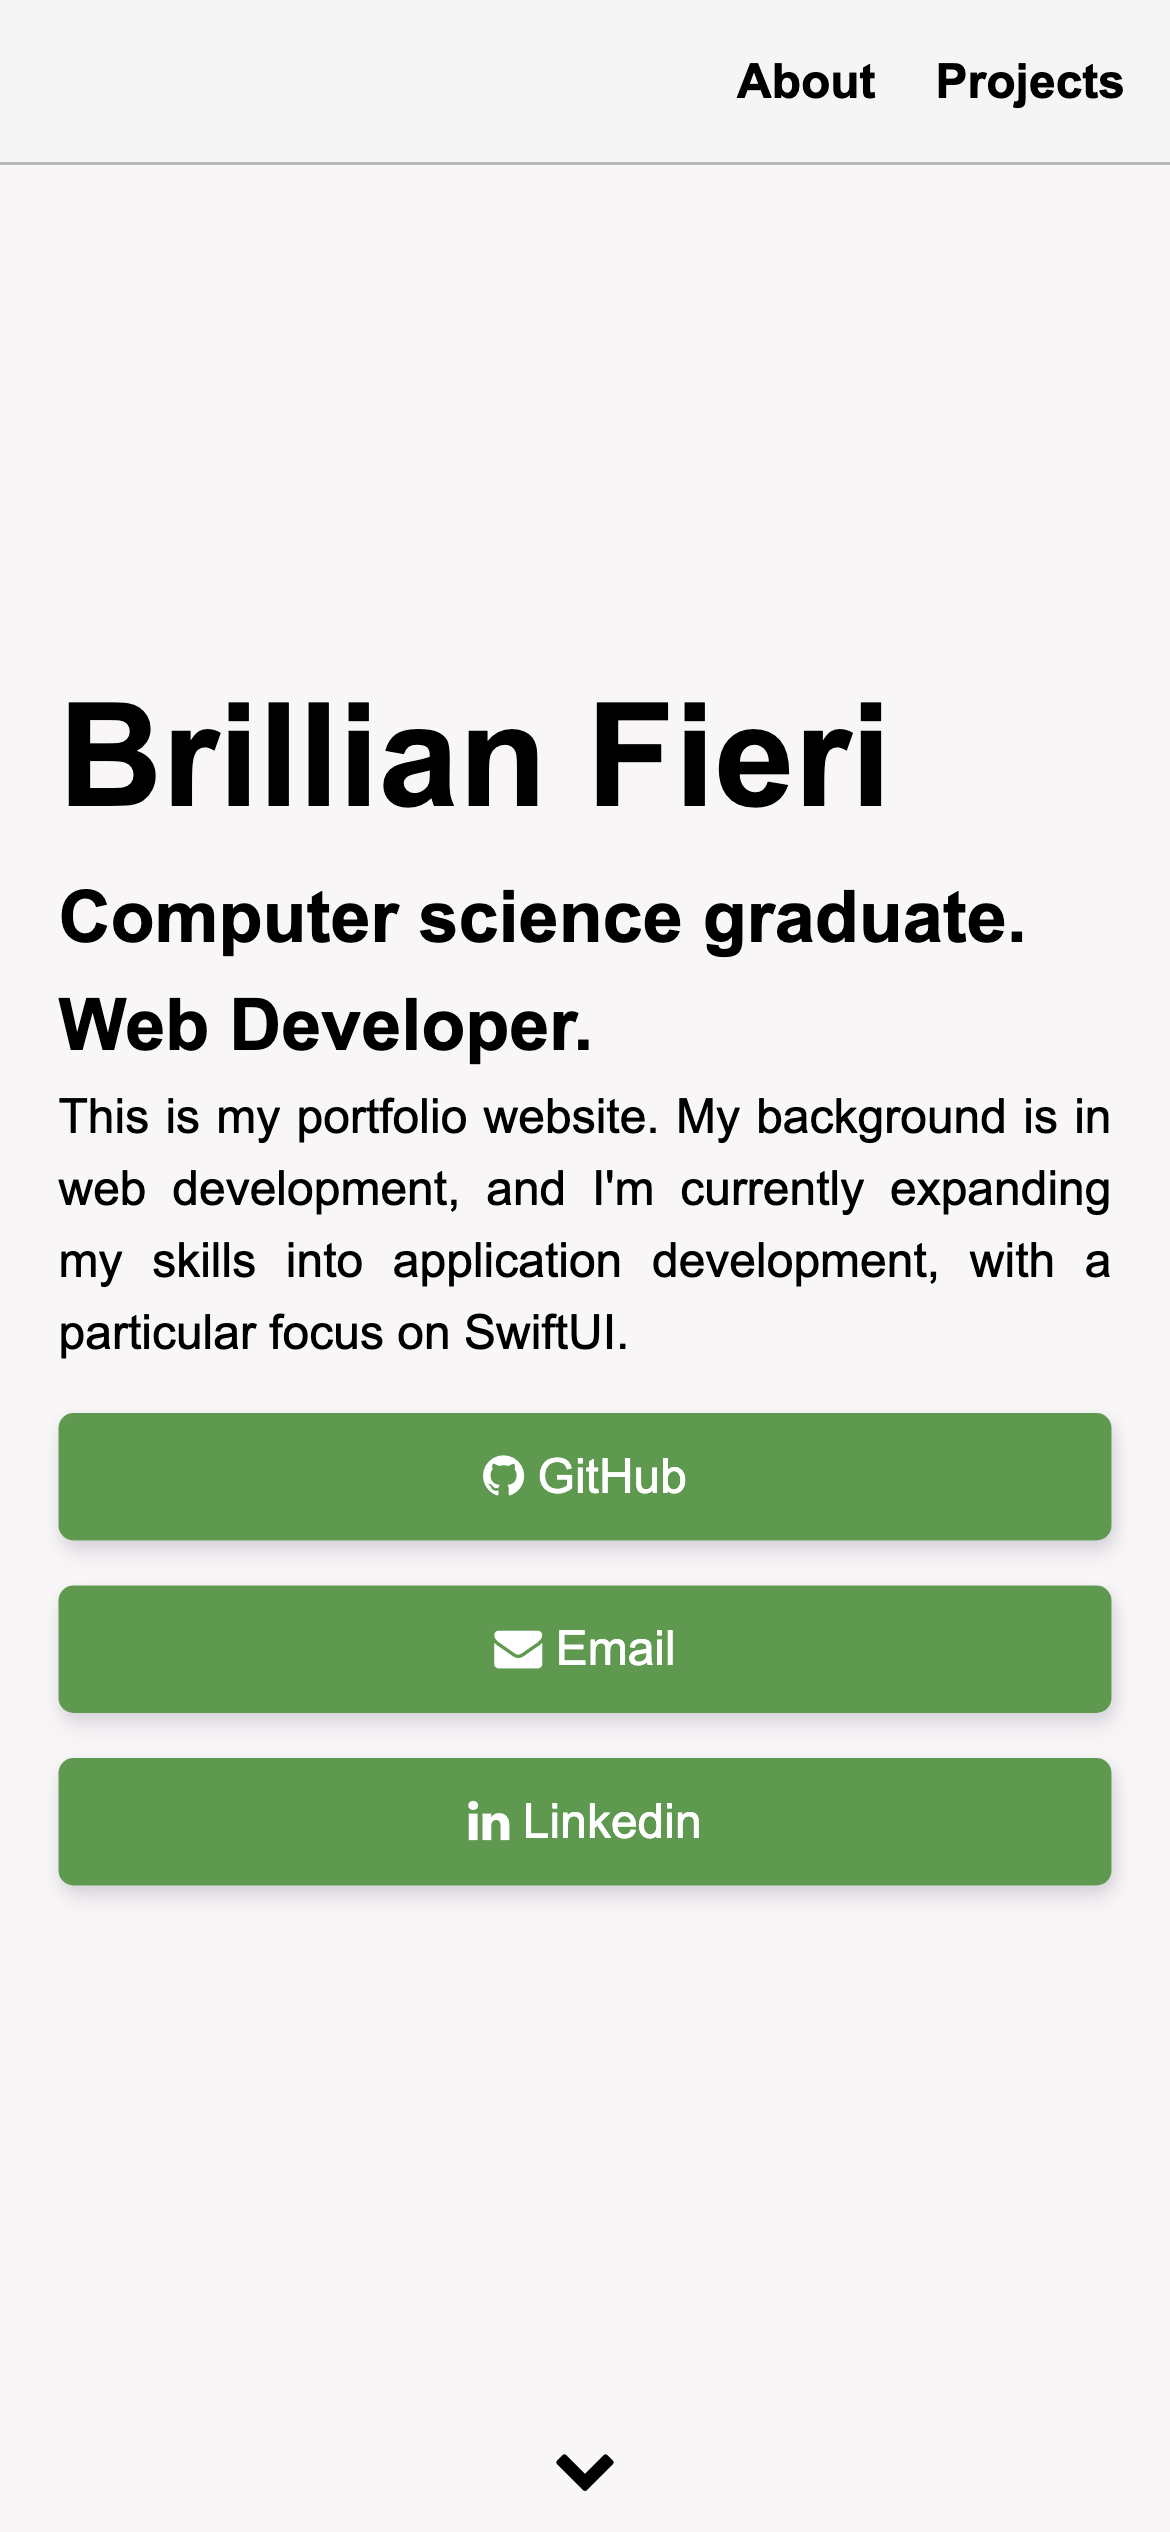 About Projects
Brillian Fieri
Computer science graduate.
Web Developer.
This is my portfolio website. My background is in
web development, and I'm currently expanding
my skills into application development, with a
particular focus on SwiftUI.
GitHub
Email
Linkedin